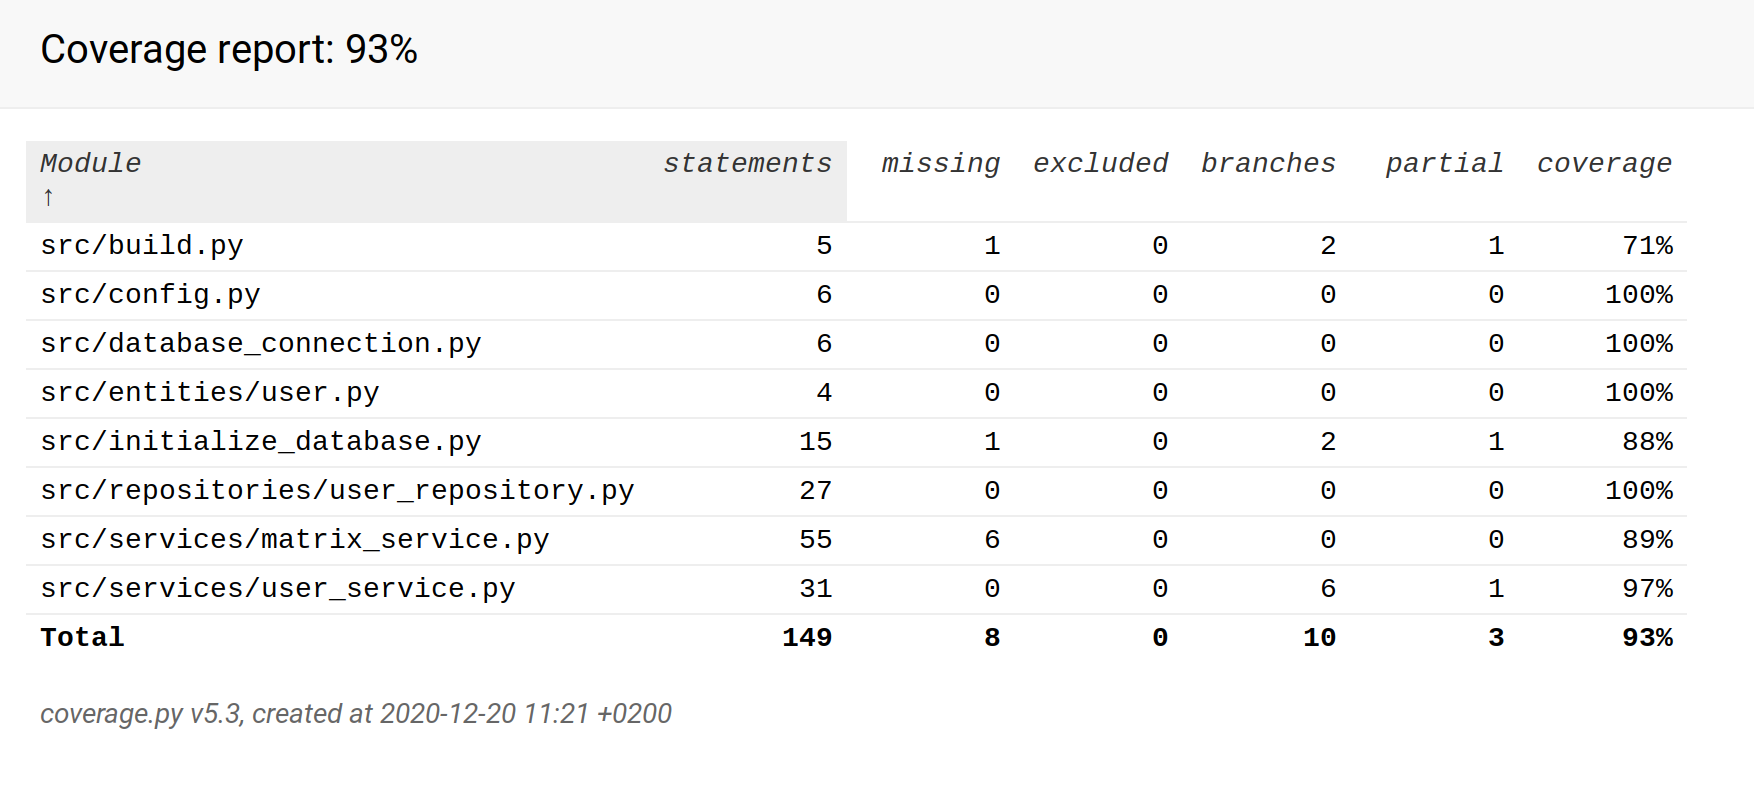 Coverage report: 93%
Module statements missing excluded branches partial coverage
↑
src/build.py 5 1 0 2 1 71%
src/config.py 6 0 0 0 0 100%
src/database_connection.py 6 0 0 0 0 100%
src/entities/user.py 4 0 0 0 0 100%
src/initialize_database.py 15 1 0 2 1 88%
src/repositories/user_repository.py 27 0 0 0 0 100%
src/services/matrix_service.py 55 6 0 0 0 89%
src/services/user_service.py 31 0 0 6 1 97%
Total 149 8 0 10 3 93%
coverage.py v5.3, created at 2020-12-20 11:21 +0200